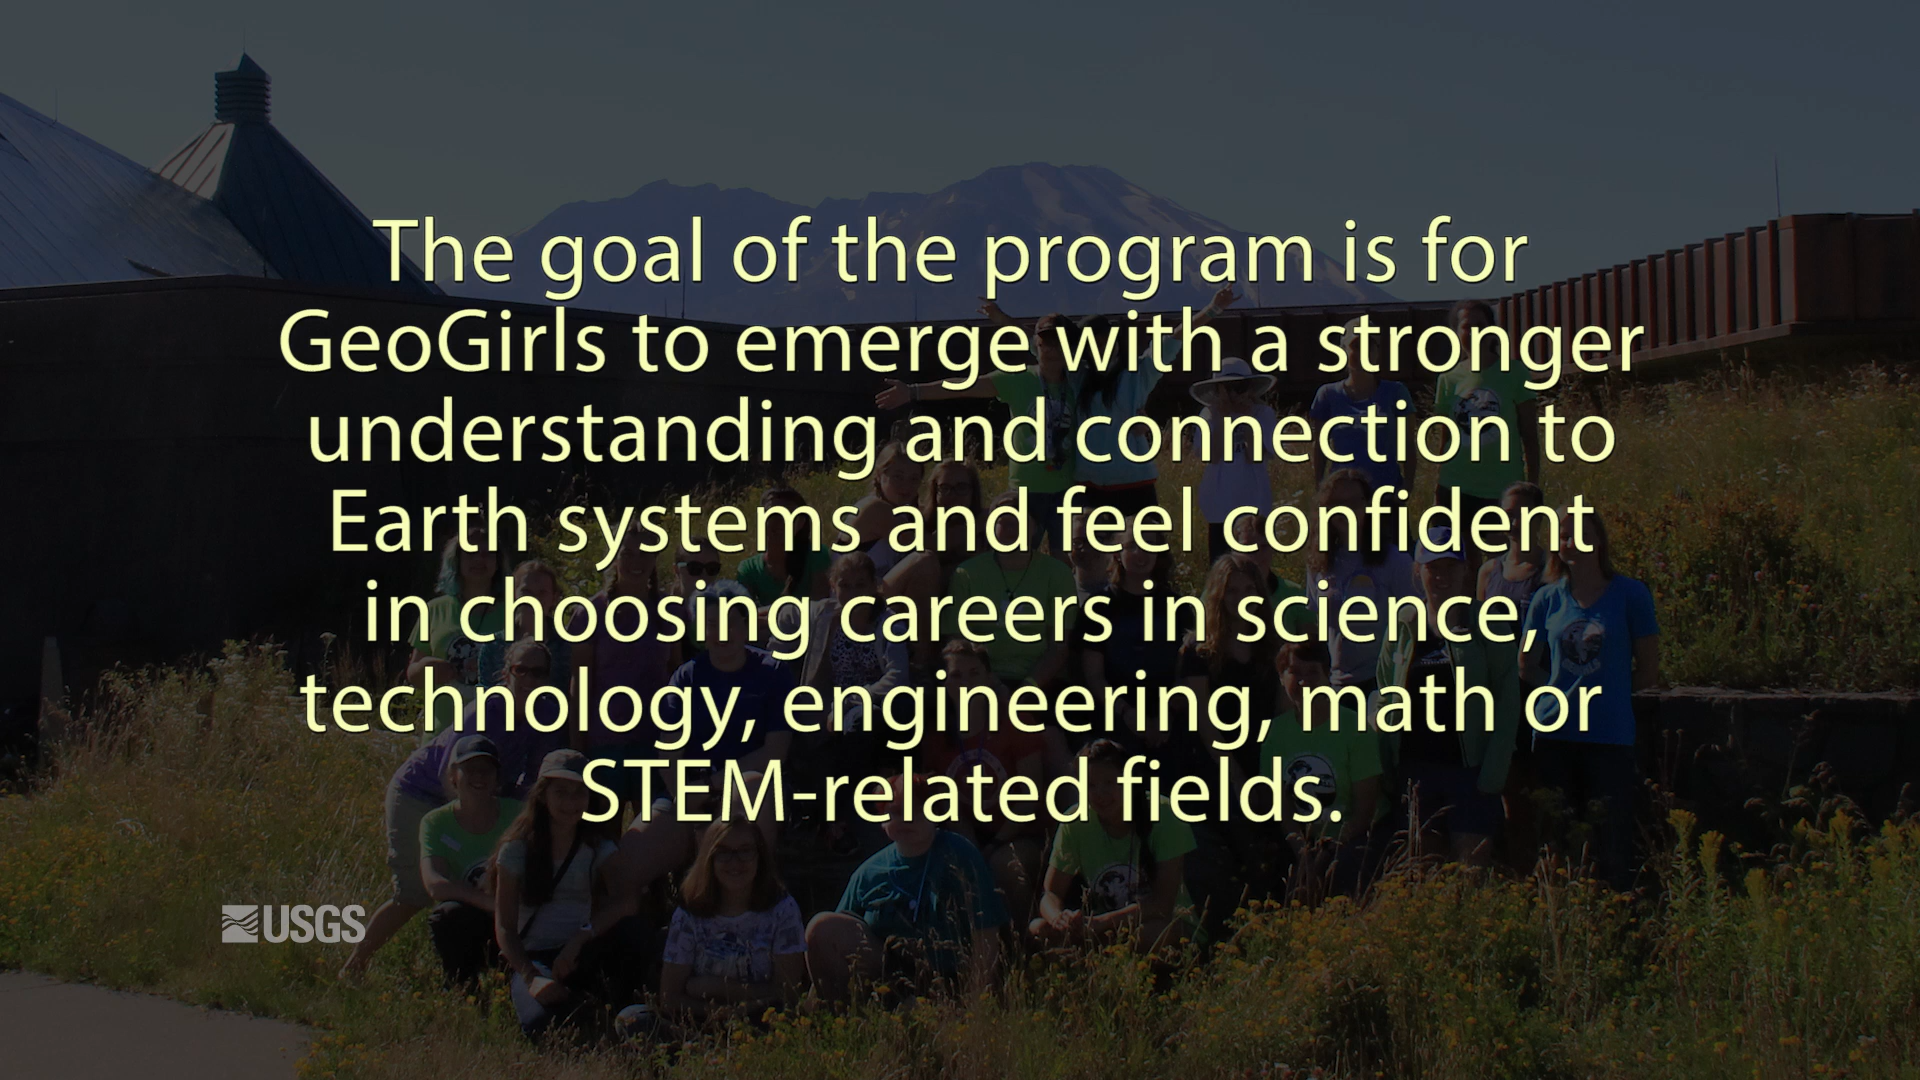 The goal of the program is for
GeoGirls to emerge with a stronger
understanding and connection to
Earth systems and feel confident
in choosing careers in science,
technology, engineering, math or
STEM-related fields.
USGS